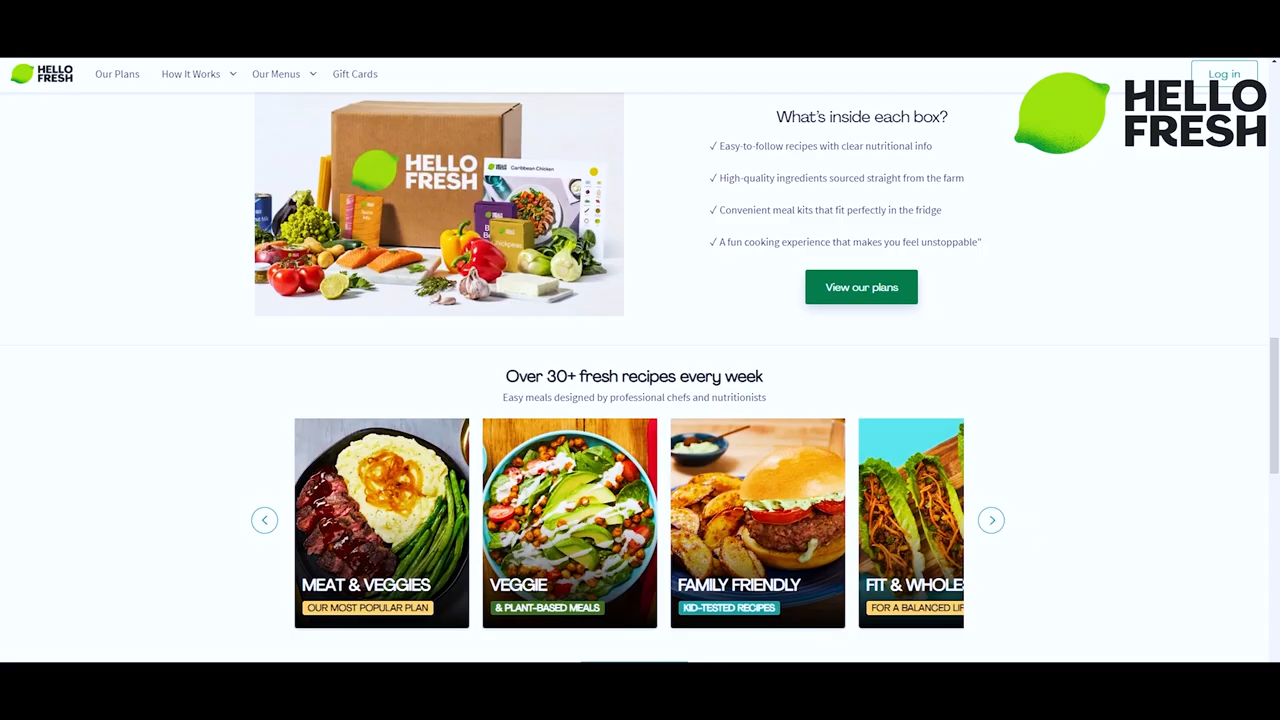 HELLO
FRESH
Our Plans
How It Works
Our Menus
Gift Cards
Log in
HELLO
FRESH
HELLO
FRESH
Caribbean Chicken
What's inside each box?
✓ Easy-to-follow recipes with clear nutritional info
✓ High-quality ingredients sourced straight from the farm
✓ Convenient meal kits that fit perfectly in the fridge
✓ A fun cooking experience that makes you feel unstoppable"
View our plans
Over 30+ fresh recipes every week
Easy meals designed by professional chefs and nutritionists
MEAT & VEGGIES
OUR MOST POPULAR PLAN
VEGGIE
& PLANT-BASED MEALS
FAMILY FRIENDLY
KID-TESTED RECIPES
FIT & WHOLES
FOR A BALANCED LIF